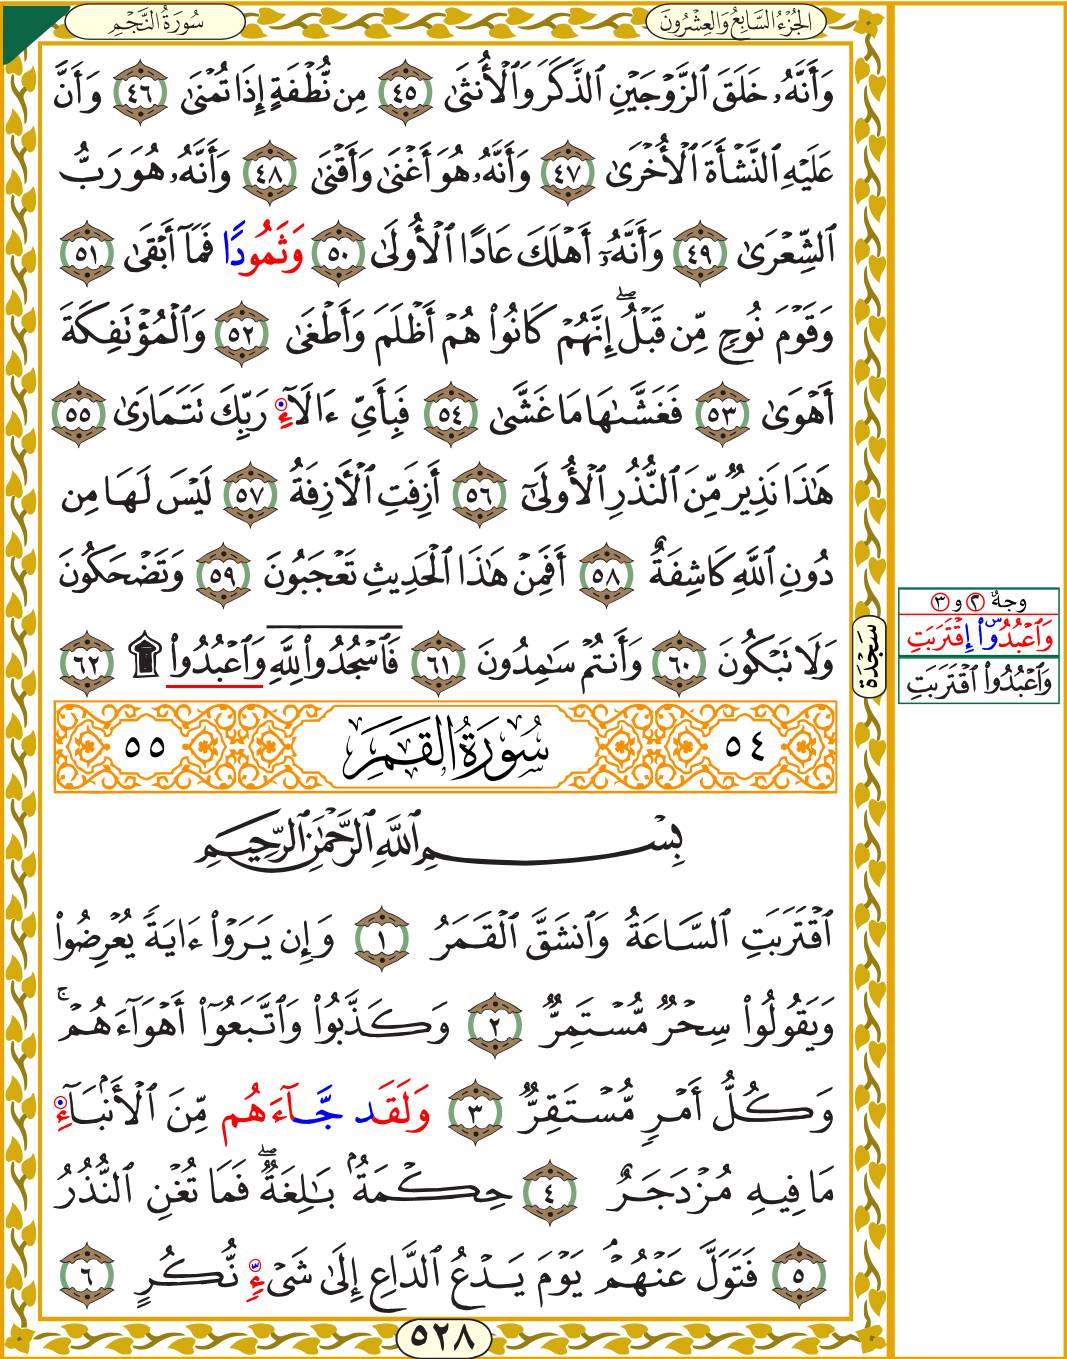 سُورَةُ النَّجْمِ
الجُزْءُ السَّابِعُ وَالعِشْرُونَ
وَأَنَّهُۥ خَلَقَ ٱلزَّوْجَيْنِ ٱلذَّكَرَ وَٱلْأُنثَىٰ ٤٥ مِن نُّطْفَةٍ إِذَا تُمْنَىٰ ٤٦ وَأَنَّ
عَلَيْهِ ٱلنَّشْأَةَ ٱلْأُخْرَىٰ ٤٧ وَأَنَّهُۥ هُوَ أَغْنَىٰ وَأَقْنَىٰ ٤٨ وَأَنَّهُۥ هُوَ رَبُّ
ٱلشِّعْرَىٰ ٤٩ وَأَنَّهُۥٓ أَهْلَكَ عَادًا ٱلْأُولَىٰ ٥٠ وَثَمُودًا فَمَآ أَبْقَىٰ ٥١
وَقَوْمَ نُوحٍ مِّن قَبْلُ ۖ إِنَّهُمْ كَانُوا۟ هُمْ أَظْلَمَ وَأَطْغَىٰ ٥٢ وَٱلْمُؤْتَفِكَةَ
أَهْوَىٰ ٥٣ فَغَشَّىٰهَا مَا غَشَّىٰ ٥٤ فَبِأَىِّ ءَالَآءِ رَبِّكَ تَتَمَارَىٰ ٥٥
هَٰذَا نَذِيرٌ مِّنَ ٱلنُّذُرِ ٱلْأُولَىٰٓ ٥٦ أَزِفَتِ ٱلْأَزِفَةُ ٥٧ لَيْسَ لَهَا مِن
دُونِ ٱللَّهِ كَاشِفَةٌ ٥٨ أَفَمِنْ هَٰذَا ٱلْحَدِيثِ تَعْجَبُونَ ٥٩ وَتَضْحَكُونَ
وَلَا تَبْكُونَ ٦٠ وَأَنتُمْ سَٰمِدُونَ ٦١ فَٱسْجُدُوا۟ لِلَّهِ وَٱعْبُدُوا۟ ۩ ٦٢
سَجْدَة
وجهٌ ٢ و ٣
وَٱعْبُدُوا۟ إِقْتَرَبَتِ
وَٱعْبُدُوا۟ ٱقْتَرَبَتِ
٥٤ سُورَةُ القَمَرِ ٥٥
بِسْمِ ٱللَّهِ ٱلرَّحْمَٰنِ ٱلرَّحِيمِ
ٱقْتَرَبَتِ ٱلسَّاعَةُ وَٱنشَقَّ ٱلْقَمَرُ ١ وَإِن يَرَوْا۟ ءَايَةً يُعْرِضُوا۟
وَيَقُولُوا۟ سِحْرٌ مُّسْتَمِرٌّ ٢ وَكَذَّبُوا۟ وَٱتَّبَعُوٓا۟ أَهْوَآءَهُمْ ۚ
وَكُلُّ أَمْرٍ مُّسْتَقِرٌّ ٣ وَلَقَد جَّآءَهُم مِّنَ ٱلْأَنۢبَآءِ
مَا فِيهِ مُزْدَجَرٌ ٤ حِكْمَةٌۢ بَٰلِغَةٌ ۖ فَمَا تُغْنِ ٱلنُّذُرُ
٥ فَتَوَلَّ عَنْهُمْ ۘ يَوْمَ يَدْعُ ٱلدَّاعِ إِلَىٰ شَىْءٍ نُّكُرٍ ٦
٥٢٨